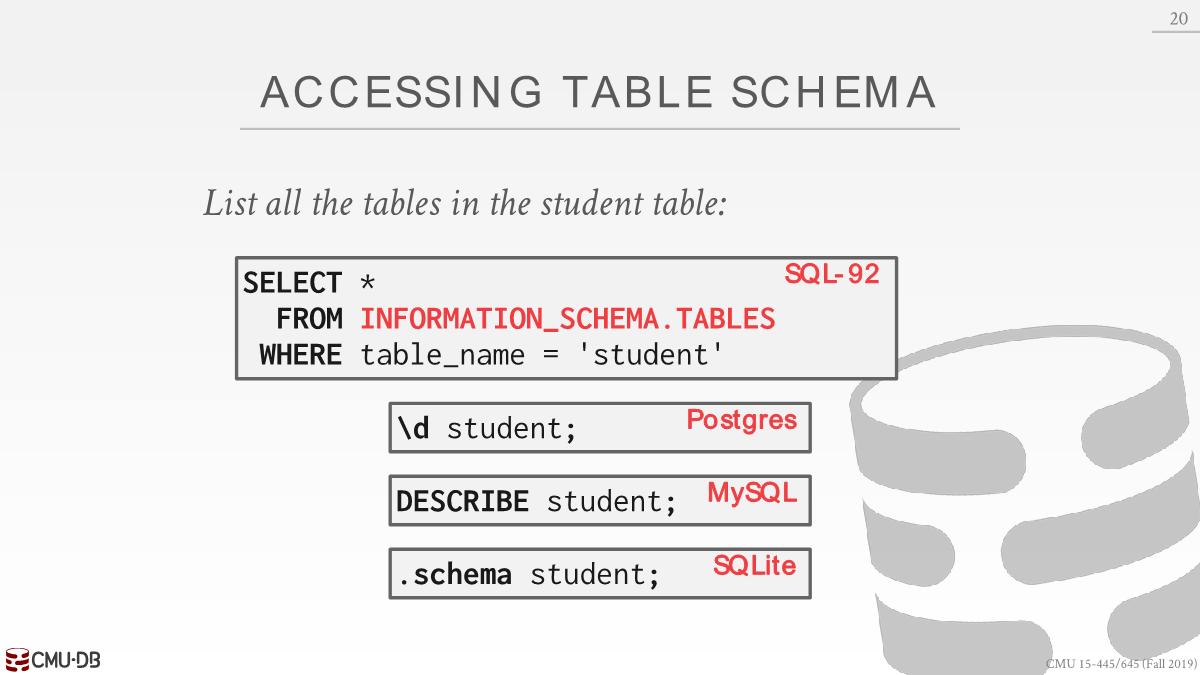 20
ACCESSING TABLE SCHEMA
List all the tables in the student table:
SQL-92
SELECT *
FROM INFORMATION_SCHEMA.TABLES
WHERE table_name = 'student'
\d student; Postgres
DESCRIBE student; MySQL
.schema student; SQLite
CMU·DB
CMU 15-445/645 (Fall 2019)